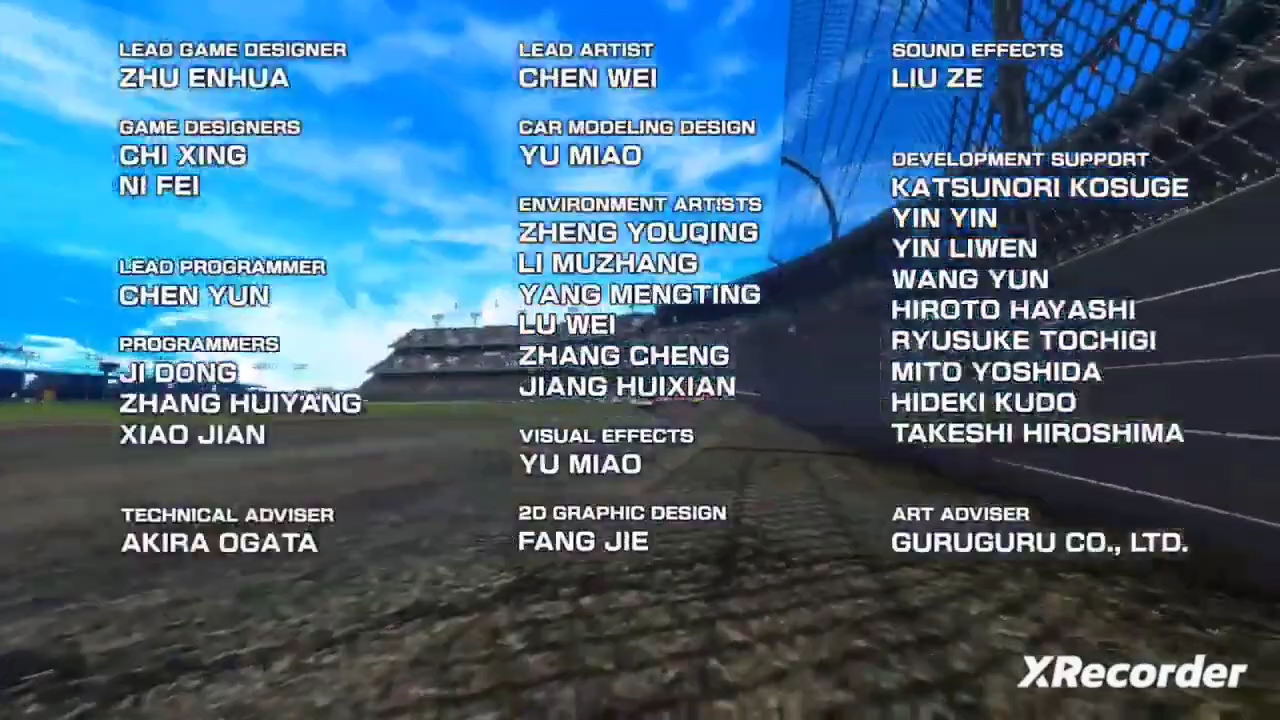 LEAD GAME DESIGNER
ZHU ENHUA
GAME DESIGNERS
CHI XING
NI FEI
LEAD PROGRAMMER
CHEN YUN
PROGRAMMERS
JI DONG
ZHANG HUIYANG
XIAO JIAN
TECHNICAL ADVISER
AKIRA OGATA
LEAD ARTIST
CHEN WEI
CAR MODELING DESIGN
YU MIAO
ENVIRONMENT ARTISTS
ZHENG YOUQING
LI MUZHANG
YANG MENGTING
LU WEI
ZHANG CHENG
JIANG HUIXIAN
VISUAL EFFECTS
YU MIAO
2D GRAPHIC DESIGN
FANG JIE
SOUND EFFECTS
LIU ZE
DEVELOPMENT SUPPORT
KATSUNORI KOSUGE
YIN YIN
YIN LIWEN
WANG YUN
HIROTO HAYASHI
RYUSUKE TOCHIGI
MITO YOSHIDA
HIDEKI KUDO
TAKESHI HIROSHIMA
ART ADVISER
GURUGURU CO., LTD.
XRecorder